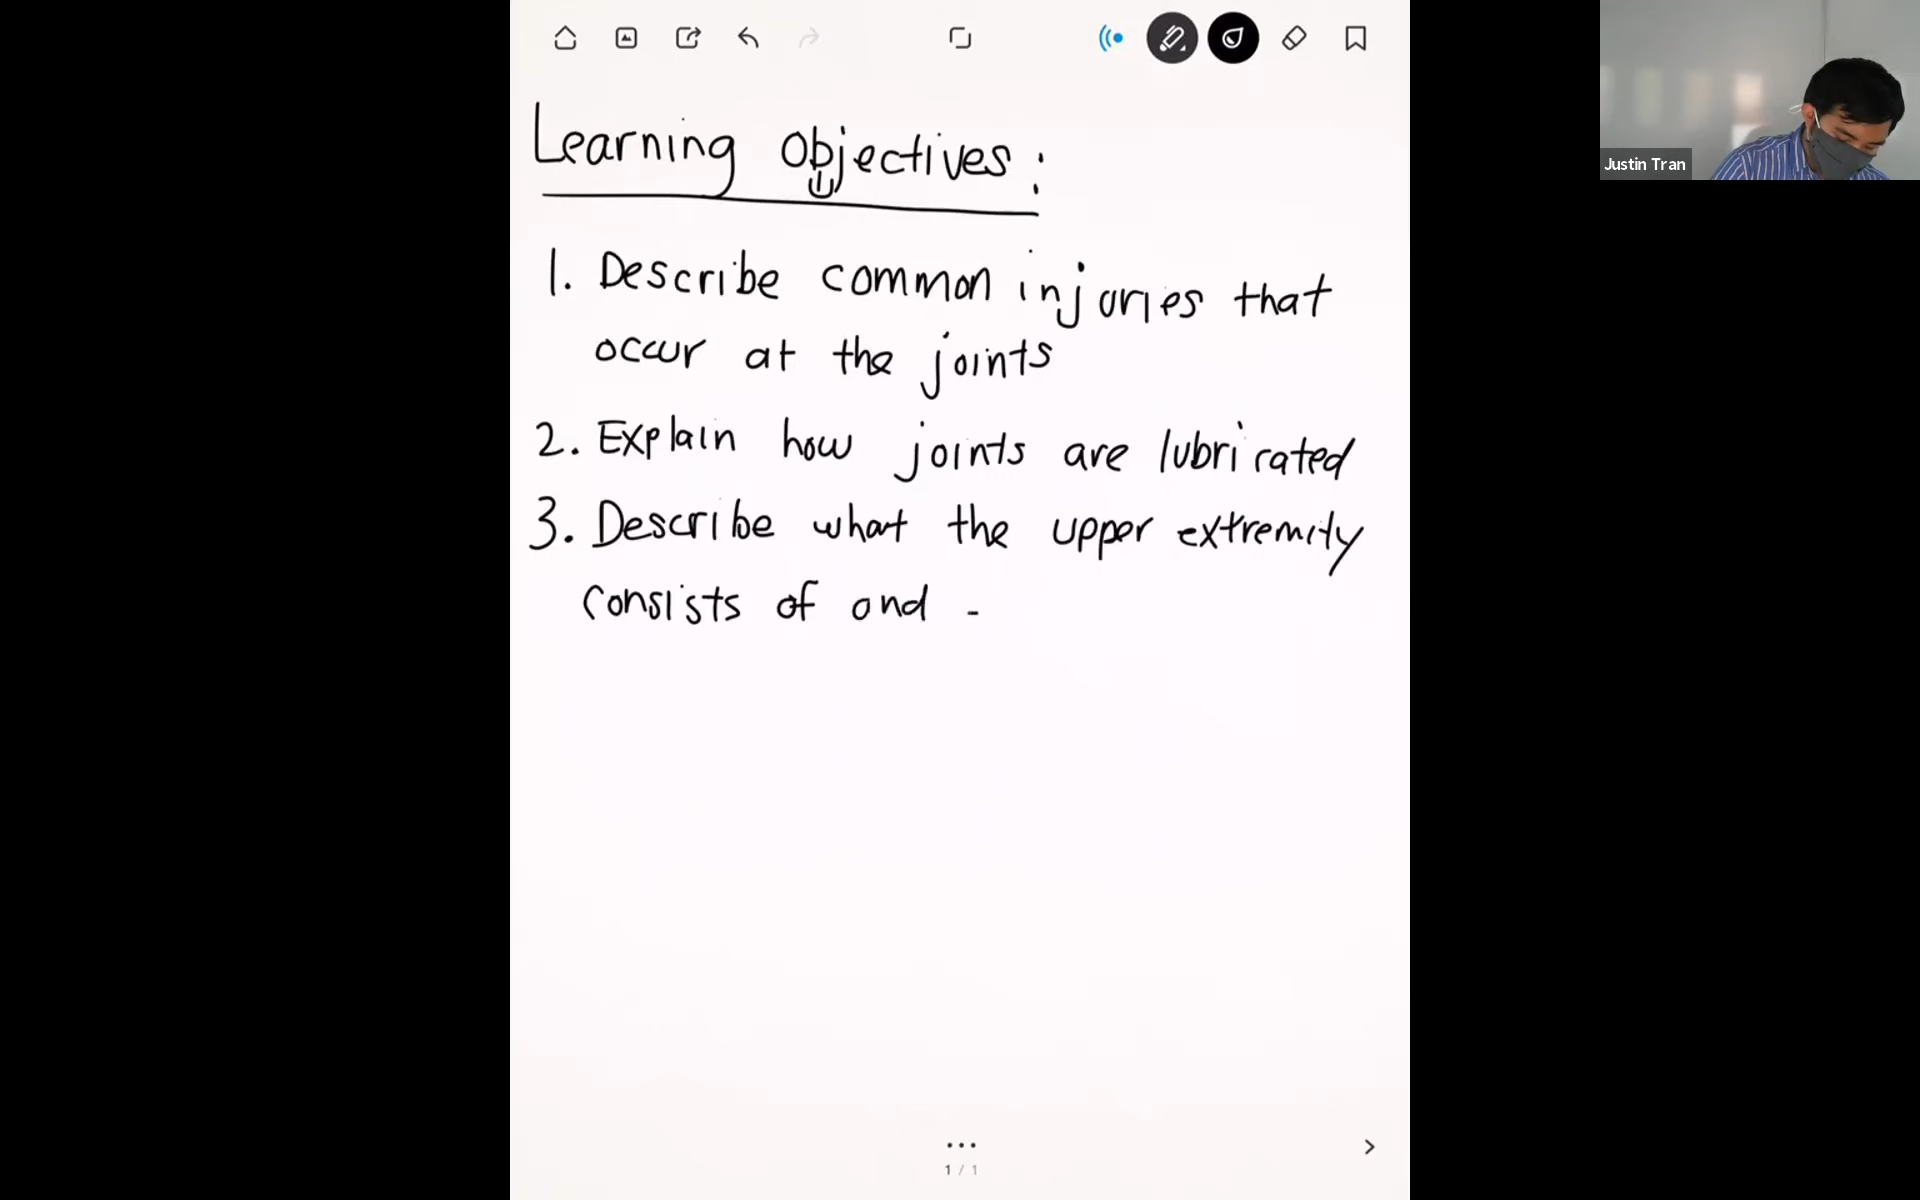 Learning Objectives:
1. Describe common injuries that
occur at the joints
2. Explain how joints are lubricated
3. Describe what the upper extremity
consists of and -
1 / 1
Justin Tran